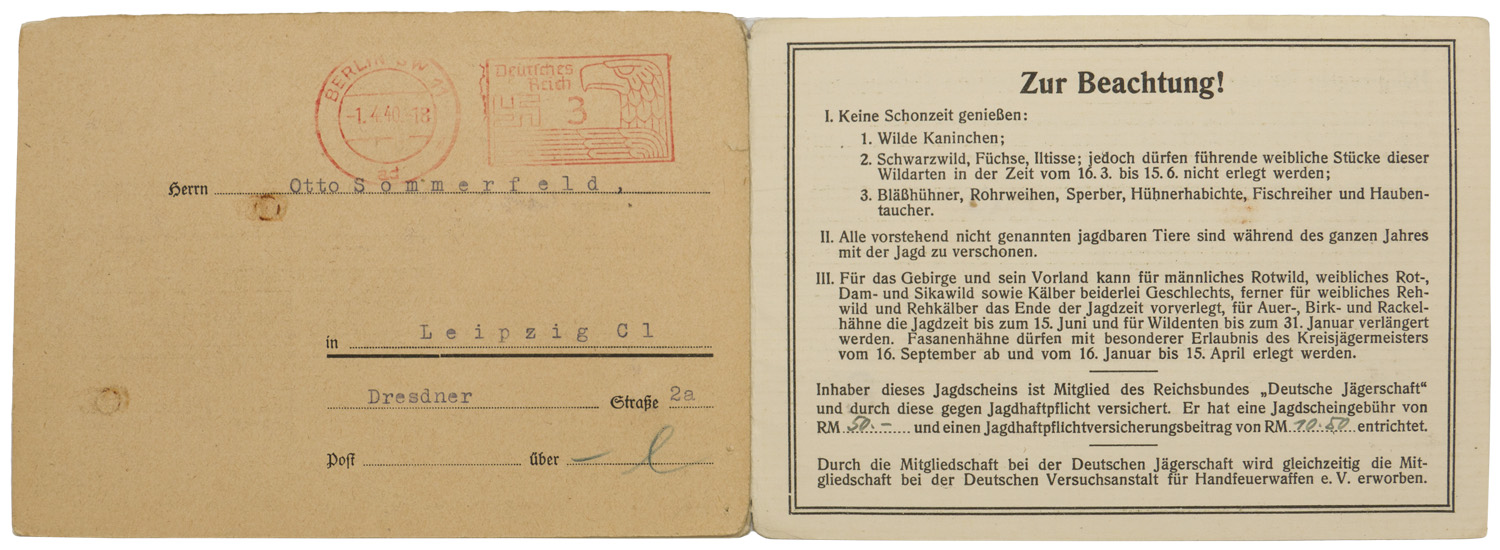 BERLIN SW 11
-1.4.40.-18
ad
Deutsches
Reich
3
Herrn Otto Sommerfeld,
in Leipzig C1
Dresdner Straße 2a
Post über
Zur Beachtung!
I. Keine Schonzeit genießen:
1. Wilde Kaninchen;
2. Schwarzwild, Füchse, Iltisse; jedoch dürfen führende weibliche Stücke dieser
Wildarten in der Zeit vom 16. 3. bis 15. 6. nicht erlegt werden;
3. Bläßhühner, Rohrweihen, Sperber, Hühnerhabichte, Fischreiher und Hauben-
taucher.
II. Alle vorstehend nicht genannten jagdbaren Tiere sind während des ganzen Jahres
mit der Jagd zu verschonen.
III. Für das Gebirge und sein Vorland kann für männliches Rotwild, weibliches Rot-,
Dam- und Sikawild sowie Kälber beiderlei Geschlechts, ferner für weibliches Reh-
wild und Rehkälber das Ende der Jagdzeit vorverlegt, für Auer-, Birk- und Rackel-
hähne die Jagdzeit bis zum 15. Juni und für Wildenten bis zum 31. Januar verlängert
werden. Fasanenhähne dürfen mit besonderer Erlaubnis des Kreisjägermeisters
vom 16. September ab und vom 16. Januar bis 15. April erlegt werden.
Inhaber dieses Jagdscheins ist Mitglied des Reichsbundes „Deutsche Jägerschaft"
und durch diese gegen Jagdhaftpflicht versichert. Er hat eine Jagdscheingebühr von
RM 50.- und einen Jagdhaftpflichtversicherungsbeitrag von RM 10.50 entrichtet.
Durch die Mitgliedschaft bei der Deutschen Jägerschaft wird gleichzeitig die Mit-
gliedschaft bei der Deutschen Versuchsanstalt für Handfeuerwaffen e. V. erworben.